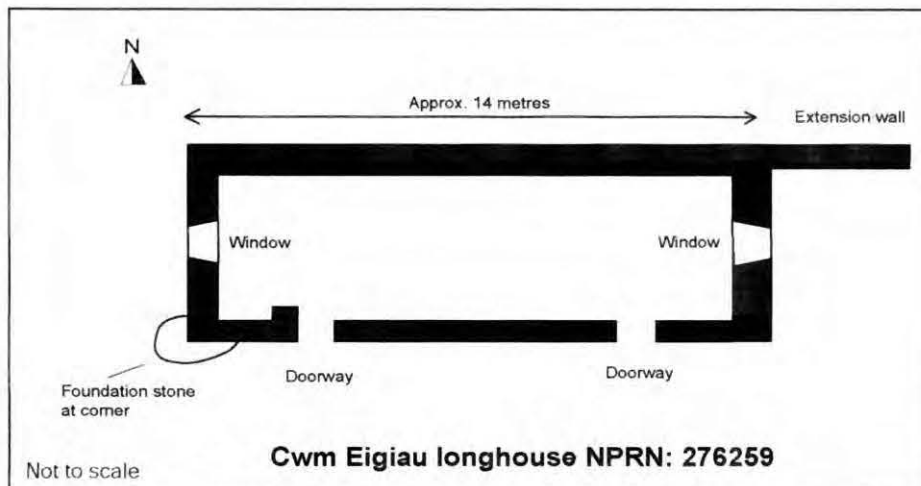 N
Approx. 14 metres
Extension wall
Window
Window
Doorway
Doorway
Foundation stone
at corner
Cwm Eigiau longhouse NPRN: 276259
Not to scale